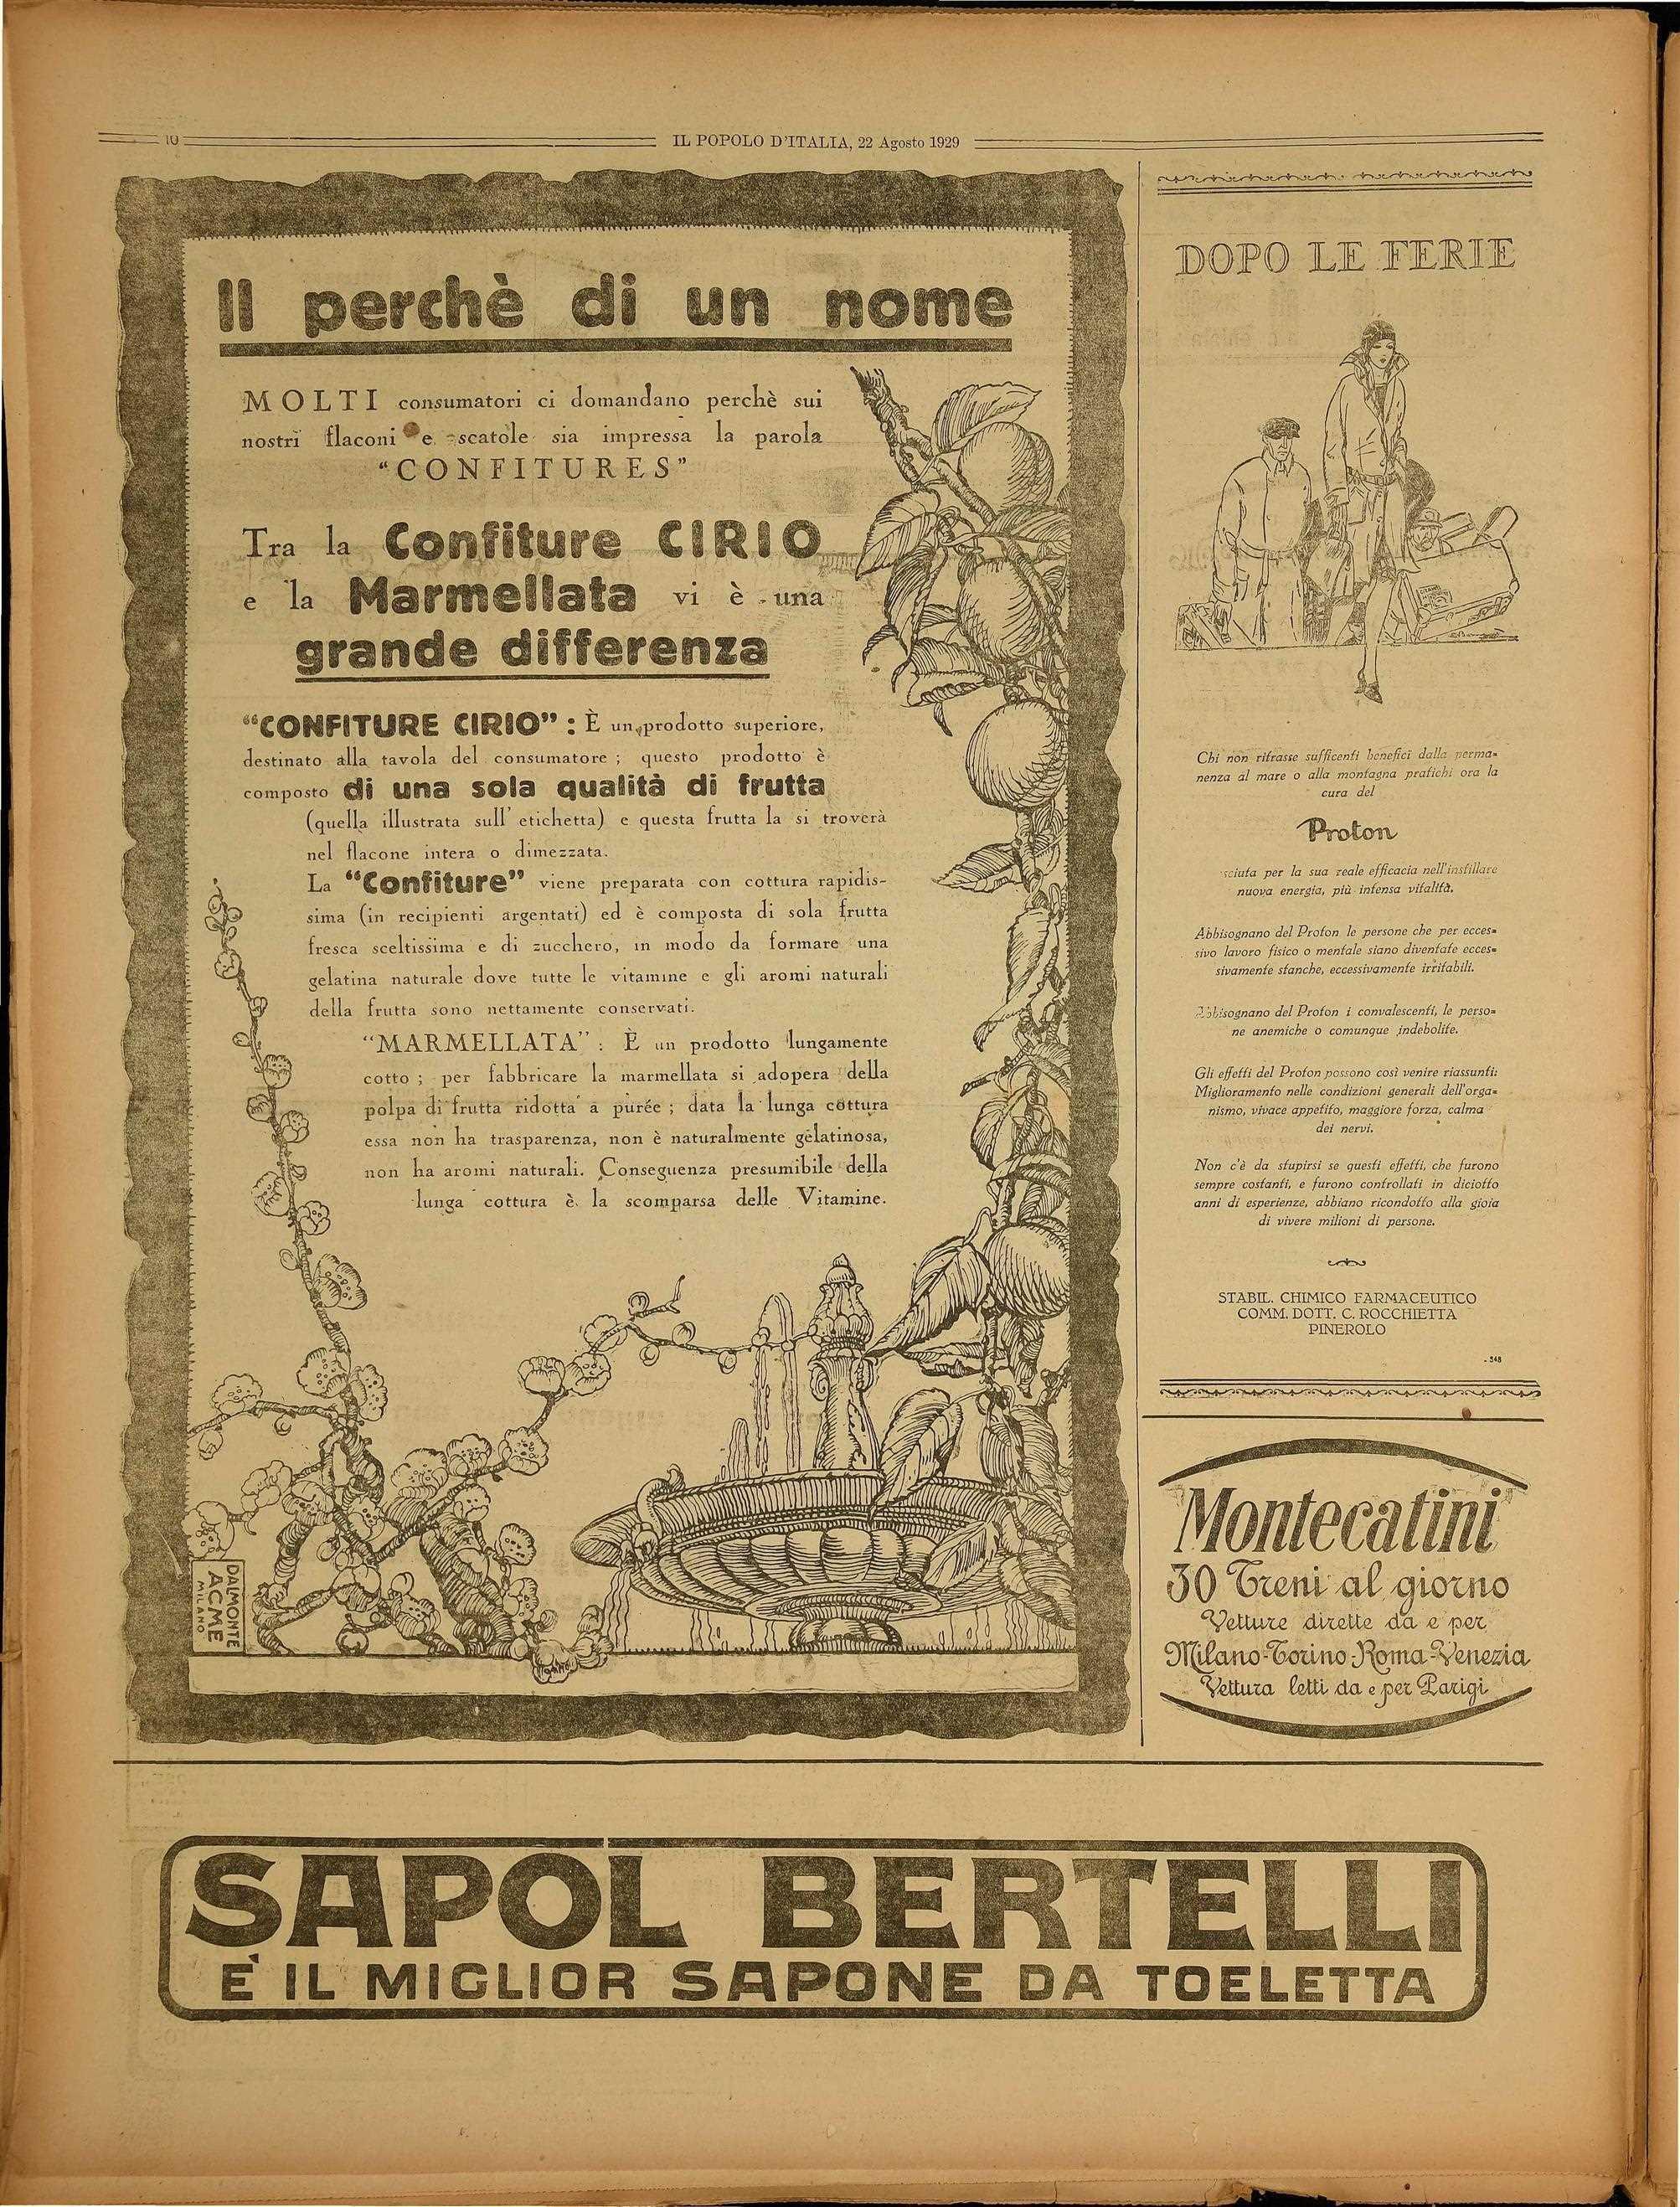 10
IL POPOLO D'ITALIA, 22 Agosto 1929
Il perchè di un nome
MOLTI consumatori ci domandano perchè sui
nostri flaconi e scatole sia impressa la parola
“CONFITURES”
Tra la Confiture CIRIO
e la Marmellata vi è una
grande differenza
“CONFITURE CIRIO” : È un prodotto superiore,
destinato alla tavola del consumatore ; questo prodotto è
composto di una sola qualità di frutta
(quella illustrata sull' etichetta) e questa frutta la si troverà
nel flacone intera o dimezzata.
La “Confiture” viene preparata con cottura rapidis-
sima (in recipienti argentati) ed è composta di sola frutta
fresca sceltissima e di zucchero, in modo da formare una
gelatina naturale dove tutte le vitamine e gli aromi naturali
della frutta sono nettamente conservati.
“MARMELLATA” : È un prodotto lungamente
cotto ; per fabbricare la marmellata si adopera della
polpa di frutta ridotta a purée ; data la lunga cottura
essa non ha trasparenza, non è naturalmente gelatinosa,
non ha aromi naturali. Conseguenza presumibile della
lunga cottura è la scomparsa delle Vitamine.
DALMONTE
ACME
MILANO
DOPO LE FERIE
Chi non ritrasse sufficenti benefici dalla perma=
nenza al mare o alla montagna pratichi ora la
cura del
Proton
sciuta per la sua reale efficacia nell'instillare
nuova energia, più intensa vitalità.
Abbisognano del Proton le persone che per ecces=
sivo lavoro fisico o mentale siano diventate ecces=
sivamente stanche, eccessivamente irritabili.
Abbisognano del Proton i convalescenti, le perso=
ne anemiche o comunque indebolite.
Gli effetti del Proton possono così venire riassunti:
Miglioramento nelle condizioni generali dell'orga=
nismo, vivace appetito, maggiore forza, calma
dei nervi.
Non c'è da stupirsi se questi effetti, che furono
sempre costanti, e furono controllati in diciotto
anni di esperienze, abbiano ricondotto alla gioia
di vivere milioni di persone.
STABIL. CHIMICO FARMACEUTICO
COMM. DOTT. C. ROCCHIETTA
PINEROLO
- 348
Montecatini
30 Treni al giorno
Vetture dirette da e per
Milano-Torino-Roma-Venezia
Vettura letti da e per Parigi
SAPOL BERTELLI
È IL MIGLIOR SAPONE DA TOELETTA